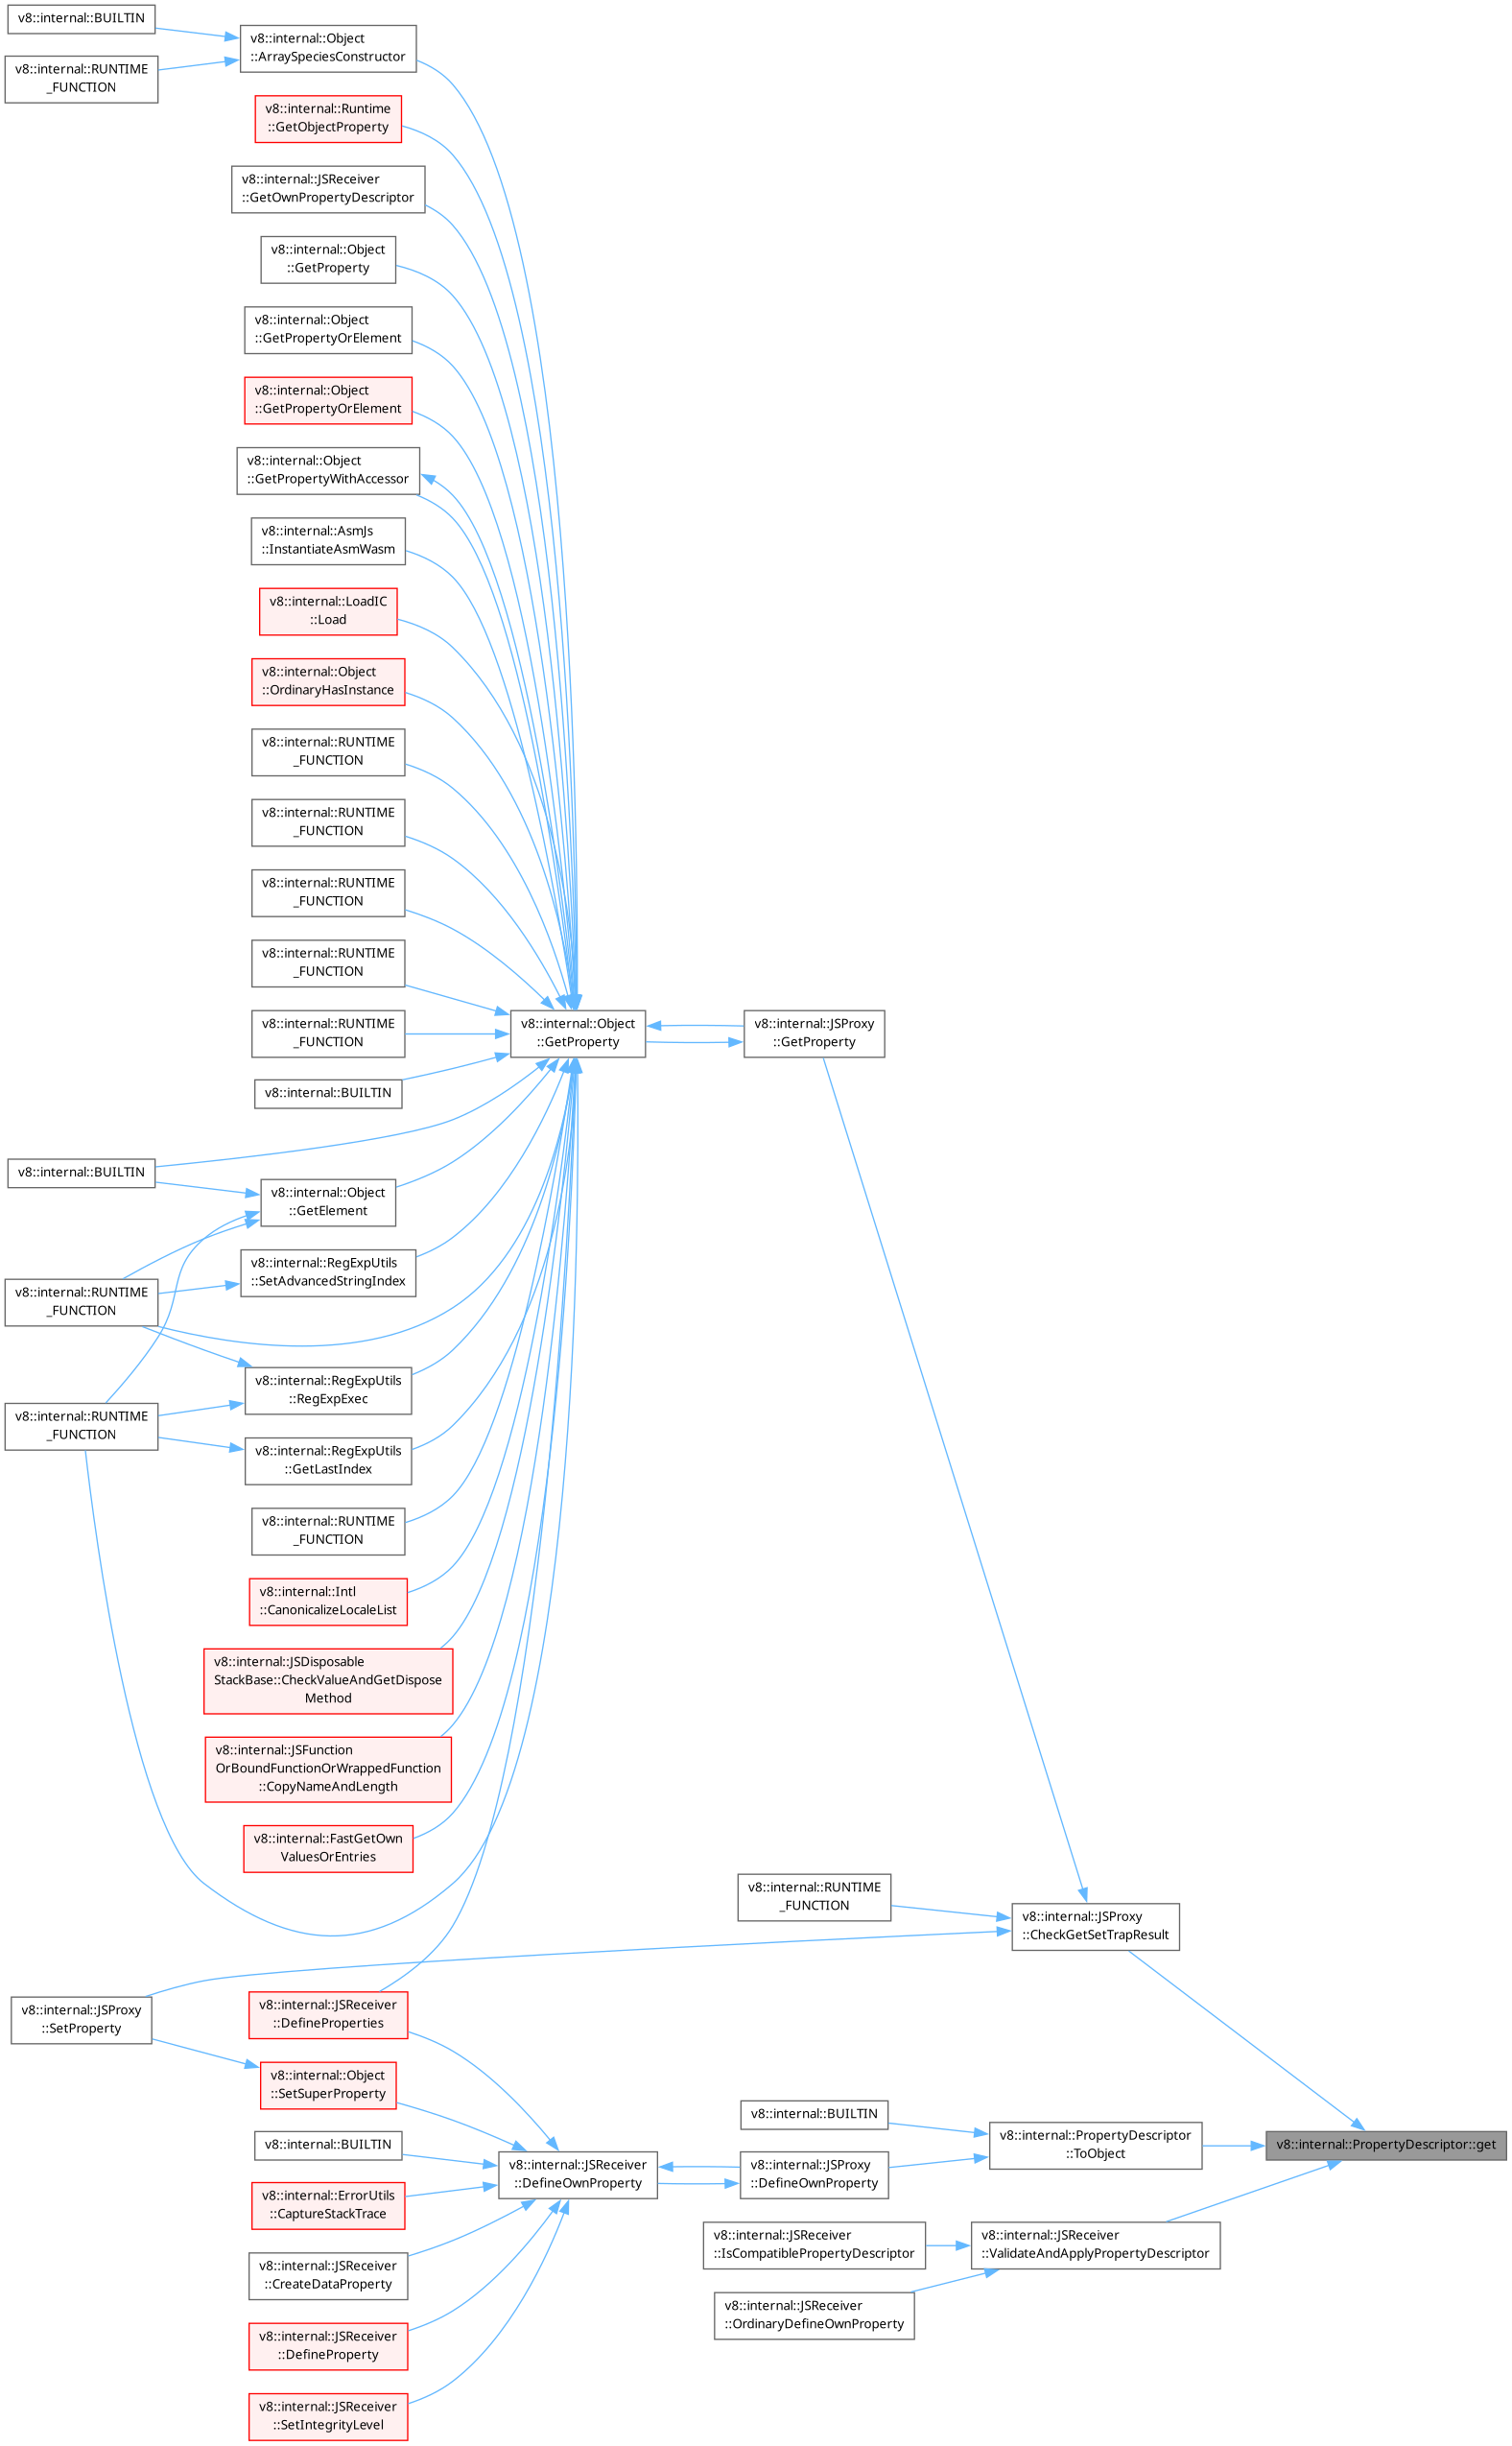 v8::internal::BUILTIN
v8::internal::Object
::ArraySpeciesConstructor
v8::internal::RUNTIME
_FUNCTION
v8::internal::Runtime
::GetObjectProperty
v8::internal::JSReceiver
::GetOwnPropertyDescriptor
v8::internal::Object
::GetProperty
v8::internal::Object
::GetPropertyOrElement
v8::internal::Object
::GetPropertyOrElement
v8::internal::Object
::GetPropertyWithAccessor
v8::internal::AsmJs
::InstantiateAsmWasm
v8::internal::LoadIC
::Load
v8::internal::Object
::OrdinaryHasInstance
v8::internal::RUNTIME
_FUNCTION
v8::internal::RUNTIME
_FUNCTION
v8::internal::RUNTIME
_FUNCTION
v8::internal::RUNTIME
_FUNCTION
v8::internal::RUNTIME
_FUNCTION
v8::internal::Object
::GetProperty
v8::internal::JSProxy
::GetProperty
v8::internal::BUILTIN
v8::internal::BUILTIN
v8::internal::Object
::GetElement
v8::internal::RegExpUtils
::SetAdvancedStringIndex
v8::internal::RUNTIME
_FUNCTION
v8::internal::RegExpUtils
::RegExpExec
v8::internal::RUNTIME
_FUNCTION
v8::internal::RegExpUtils
::GetLastIndex
v8::internal::RUNTIME
_FUNCTION
v8::internal::Intl
::CanonicalizeLocaleList
v8::internal::JSDisposable
StackBase::CheckValueAndGetDispose
Method
v8::internal::JSFunction
OrBoundFunctionOrWrappedFunction
::CopyNameAndLength
v8::internal::FastGetOwn
ValuesOrEntries
v8::internal::RUNTIME
_FUNCTION
v8::internal::JSProxy
::CheckGetSetTrapResult
v8::internal::JSReceiver
::DefineProperties
v8::internal::JSProxy
::SetProperty
v8::internal::Object
::SetSuperProperty
v8::internal::BUILTIN
v8::internal::BUILTIN
v8::internal::PropertyDescriptor
::ToObject
v8::internal::PropertyDescriptor::get
v8::internal::JSReceiver
::DefineOwnProperty
v8::internal::JSProxy
::DefineOwnProperty
v8::internal::ErrorUtils
::CaptureStackTrace
v8::internal::JSReceiver
::IsCompatiblePropertyDescriptor
v8::internal::JSReceiver
::ValidateAndApplyPropertyDescriptor
v8::internal::JSReceiver
::CreateDataProperty
v8::internal::JSReceiver
::OrdinaryDefineOwnProperty
v8::internal::JSReceiver
::DefineProperty
v8::internal::JSReceiver
::SetIntegrityLevel